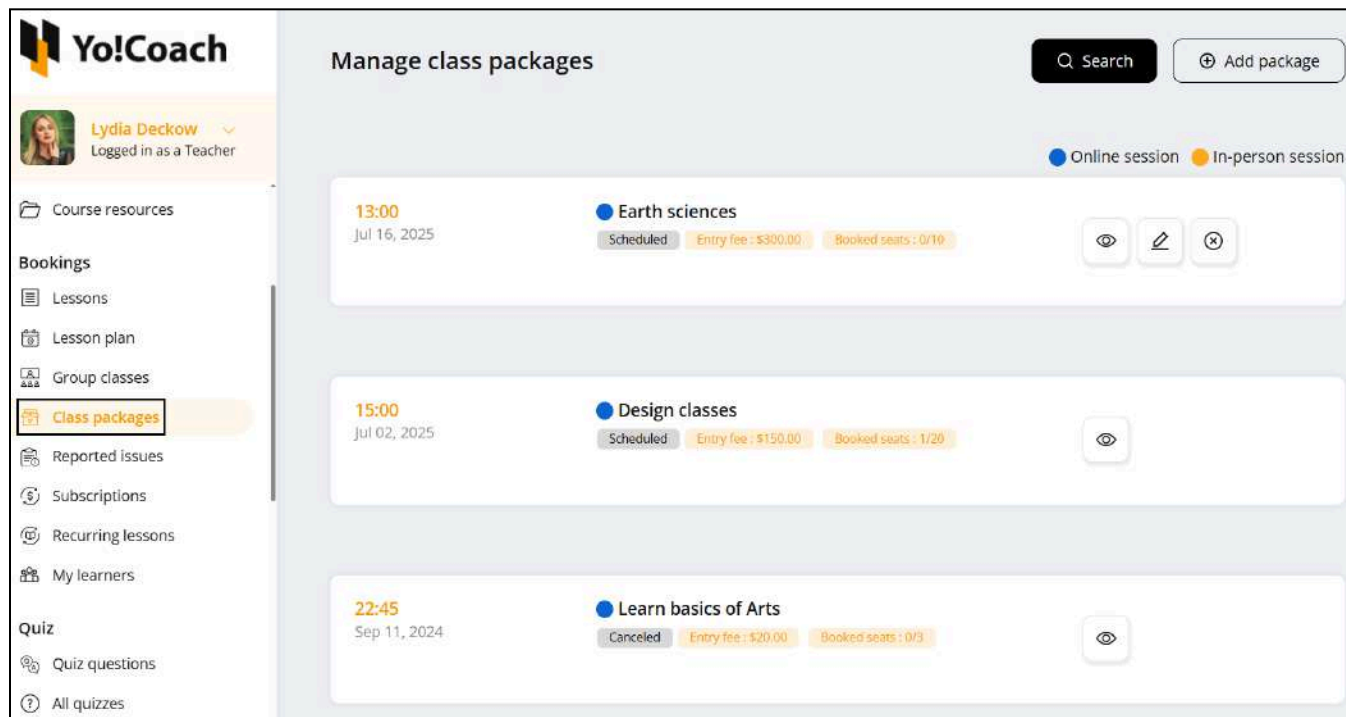 Yo!Coach
Lydia Deckow
Logged in as a Teacher
Course resources
Bookings
Lessons
Lesson plan
Group classes
Class packages
Reported issues
Subscriptions
Recurring lessons
My learners
Quiz
Quiz questions
All quizzes
Manage class packages
Search
Add package
Online session
In-person session
13:00
Jul 16, 2025
Earth sciences
Scheduled
Entry fee : $300.00
Booked seats : 0/10
15:00
Jul 02, 2025
Design classes
Scheduled
Entry fee : $150.00
Booked seats : 1/20
22:45
Sep 11, 2024
Learn basics of Arts
Canceled
Entry fee : $20.00
Booked seats : 0/3